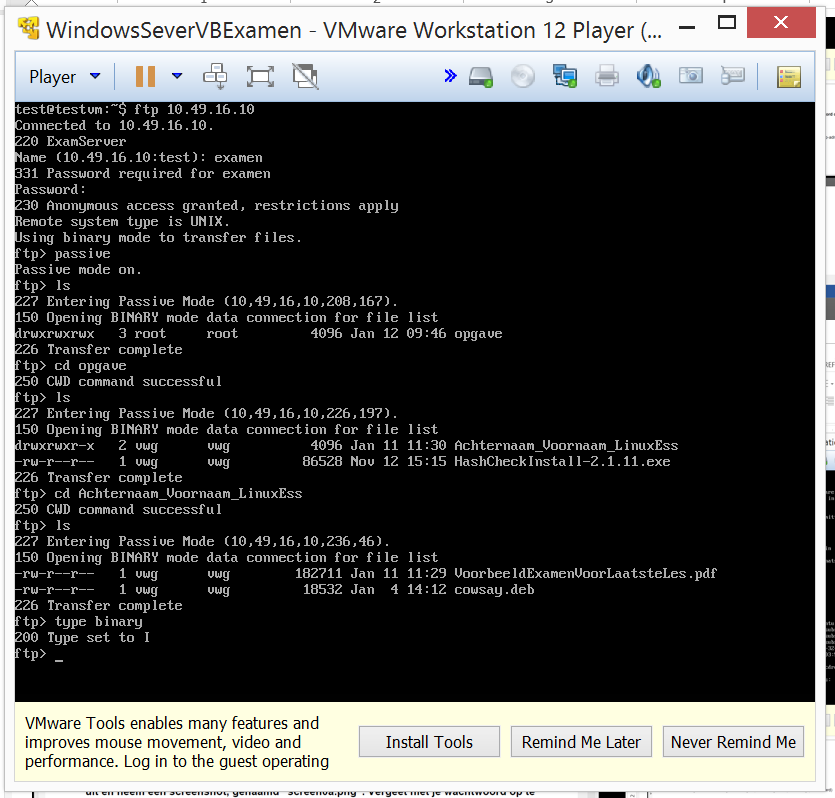 WindowsSeverVBExamen - VMware Workstation 12 Player (...
Player
test@testvm:~$ ftp 10.49.16.10
Connected to 10.49.16.10.
220 ExamServer
Name (10.49.16.10:test): examen
331 Password required for examen
Password:
230 Anonymous access granted, restrictions apply
Remote system type is UNIX.
Using binary mode to transfer files.
ftp> passive
Passive mode on.
ftp> ls
227 Entering Passive Mode (10,49,16,10,208,167).
150 Opening BINARY mode data connection for file list
drwxrwxrwx   3 root     root         4096 Jan 12 09:46 opgave
226 Transfer complete
ftp> cd opgave
250 CWD command successful
ftp> ls
227 Entering Passive Mode (10,49,16,10,226,197).
150 Opening BINARY mode data connection for file list
drwxrwxr-x   2 vwg      vwg          4096 Jan 11 11:30 Achternaam_Voornaam_LinuxEss
-rw-r--r--   1 vwg      vwg         86528 Nov 12 15:15 HashCheckInstall-2.1.11.exe
226 Transfer complete
ftp> cd Achternaam_Voornaam_LinuxEss
250 CWD command successful
ftp> ls
227 Entering Passive Mode (10,49,16,10,236,46).
150 Opening BINARY mode data connection for file list
-rw-r--r--   1 vwg      vwg        182711 Jan 11 11:29 VoorbeeldExamenVoorLaatsteLes.pdf
-rw-r--r--   1 vwg      vwg         18532 Jan  4 14:12 cowsay.deb
226 Transfer complete
ftp> type binary
200 Type set to I
ftp> _
VMware Tools enables many features and
improves mouse movement, video and
performance. Log in to the guest operating
Install Tools
Remind Me Later
Never Remind Me